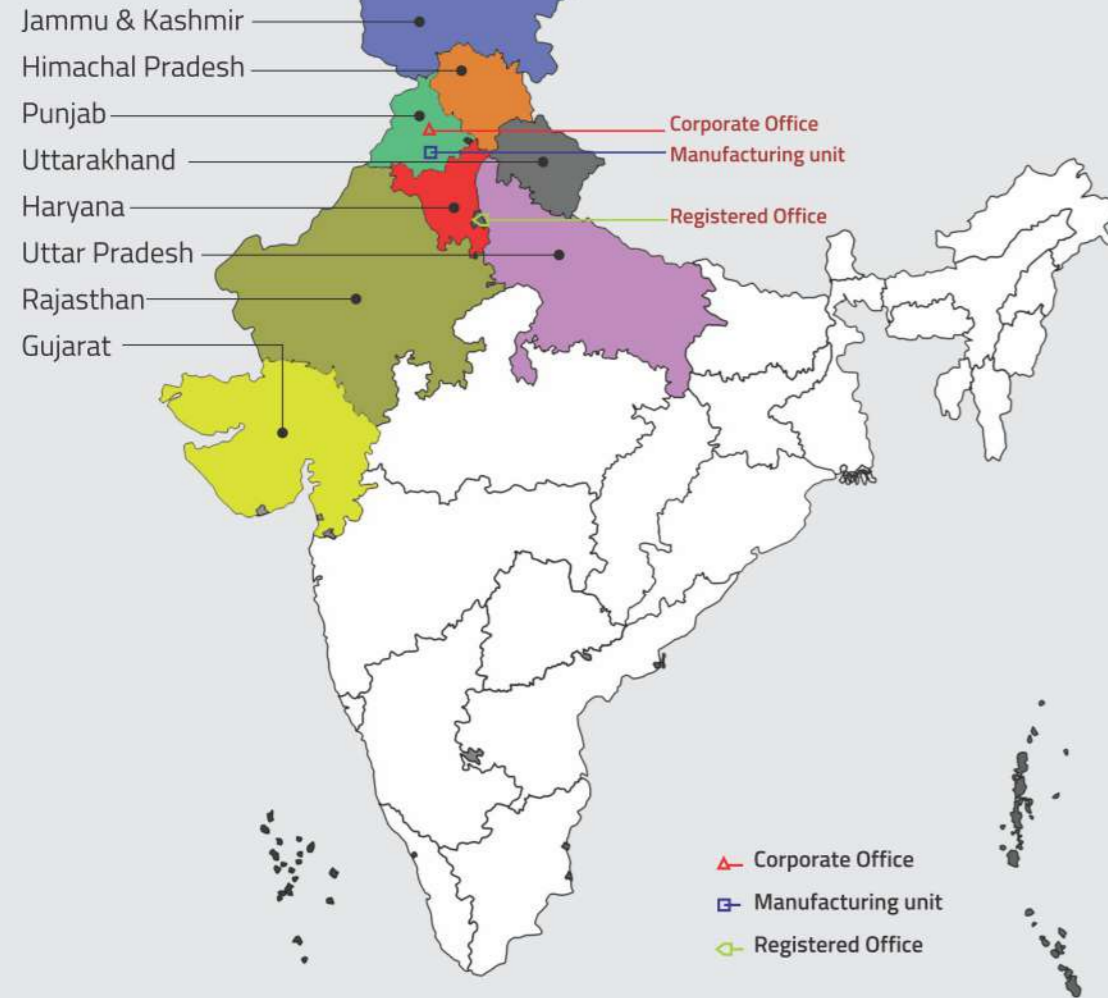 Jammu & Kashmir
Himachal Pradesh
Punjab
Uttarakhand
Haryana
Uttar Pradesh
Rajasthan
Gujarat
Corporate Office
Manufacturing unit
Registered Office
Corporate Office
Manufacturing unit
Registered Office